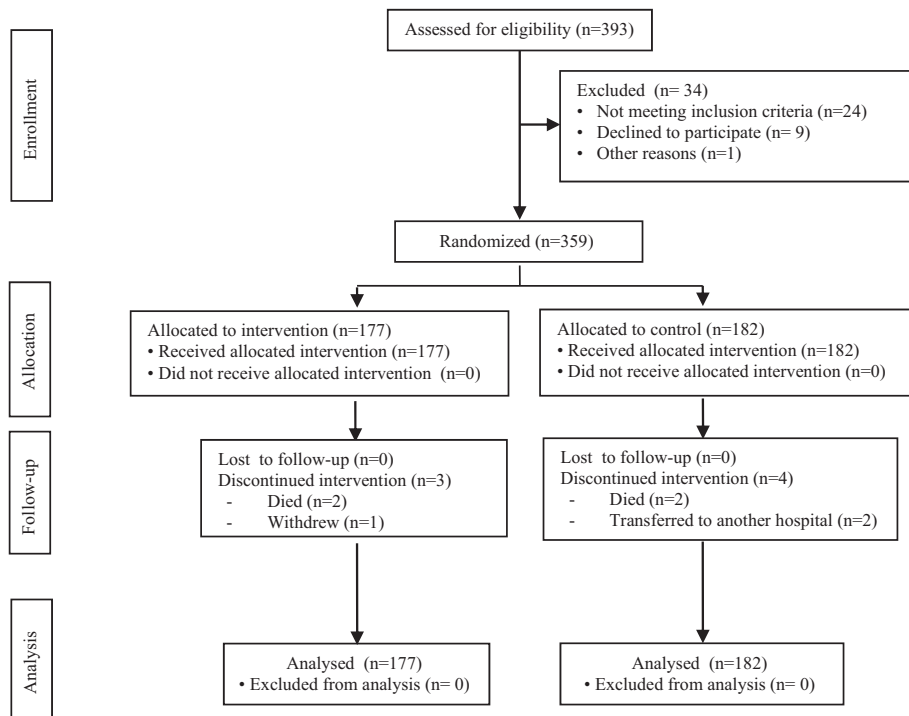 Enrollment
Assessed for eligibility (n=393)
Excluded (n= 34)
• Not meeting inclusion criteria (n=24)
• Declined to participate (n= 9)
• Other reasons (n=1)
Randomized (n=359)
Allocation
Allocated to intervention (n=177)
• Received allocated intervention (n=177)
• Did not receive allocated intervention (n=0)
Allocated to control (n=182)
• Received allocated intervention (n=182)
• Did not receive allocated intervention (n=0)
Follow-up
Lost to follow-up (n=0)
Discontinued intervention (n=3)
- Died (n=2)
- Withdrew (n=1)
Lost to follow-up (n=0)
Discontinued intervention (n=4)
- Died (n=2)
- Transferred to another hospital (n=2)
Analysis
Analysed (n=177)
• Excluded from analysis (n= 0)
Analysed (n=182)
• Excluded from analysis (n= 0)